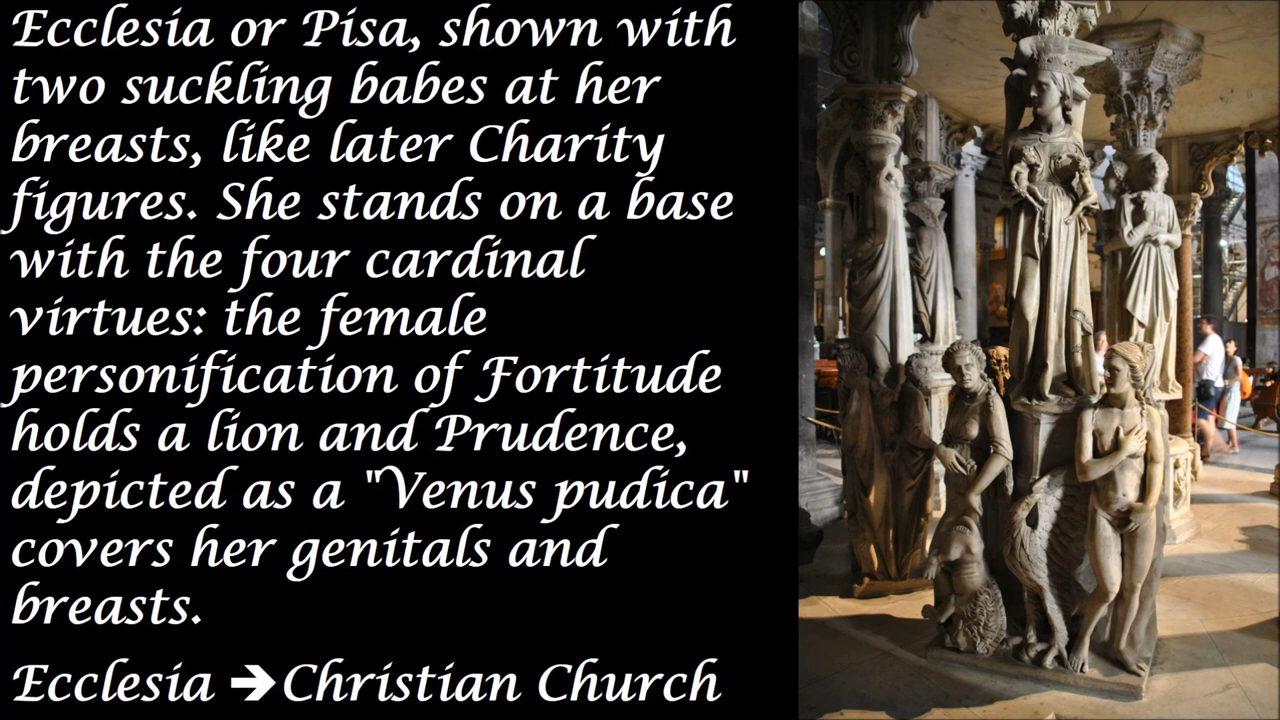 Ecclesia or Pisa, shown with
two suckling babes at her
breasts, like later Charity
figures. She stands on a base
with the four cardinal
virtues: the female
personification of Fortitude
holds a lion and Prudence,
depicted as a "Venus pudica"
covers her genitals and
breasts.
Ecclesia ➔Christian Church